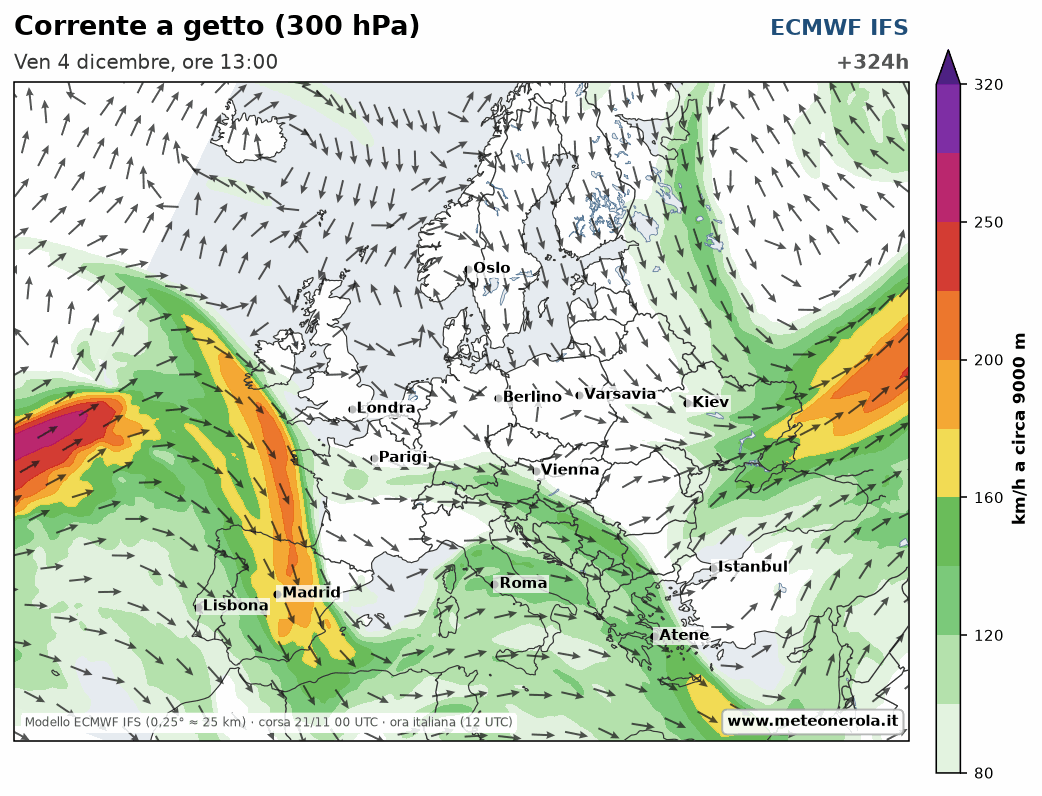 Corrente a getto (300 hPa)
ECMWF IFS
Ven 4 dicembre, ore 13:00
+324h
320
250
200
160
120
80
km/h a circa 9000 m
Oslo
Londra
Berlino
Varsavia
Kiev
Parigi
Vienna
Istanbul
Roma
Madrid
Lisbona
Atene
Modello ECMWF IFS (0,25° ≈ 25 km) · corsa 21/11 00 UTC · ora italiana (12 UTC)
www.meteonerola.it